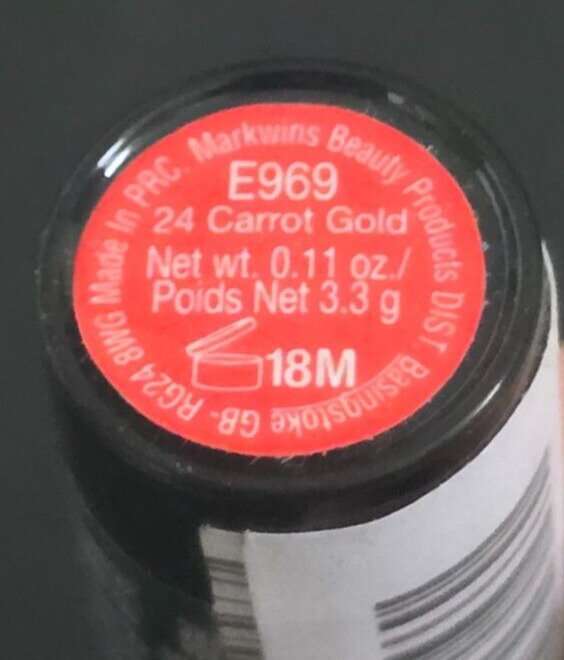 E969
24 Carrot Gold
Net wt. 0.11 oz./
Poids Net 3.3 g
18M
Made In PRC. Markwins Beauty Products DIST. Basingstoke GB- RG24 8WG